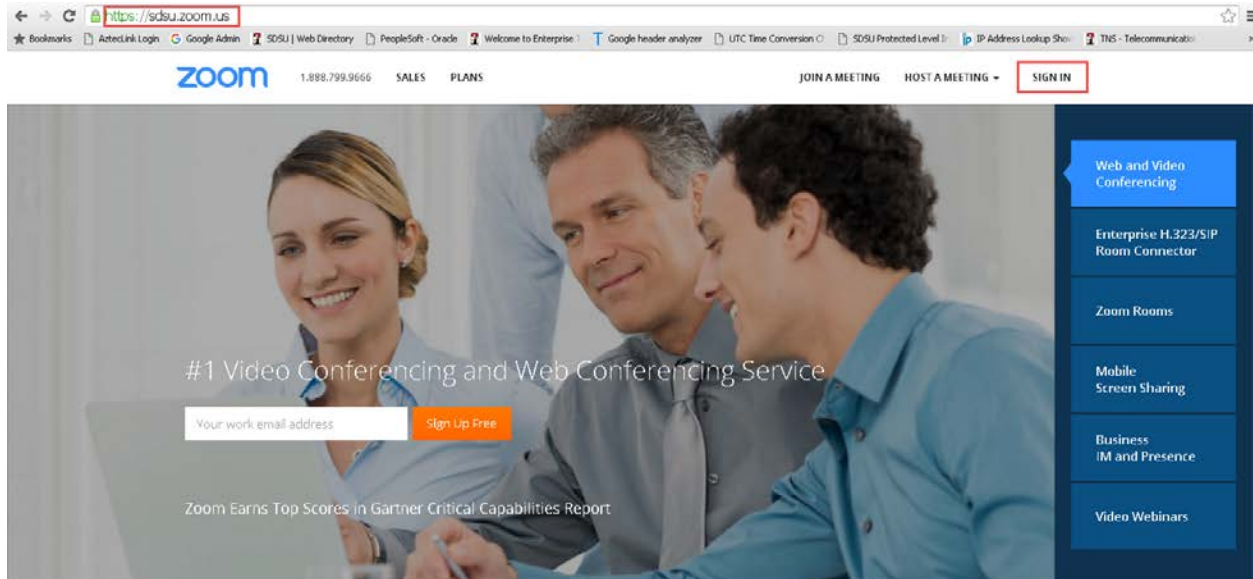 https://sdsu.zoom.us
Bookmarks AztecLink Login Google Admin SDSU | Web Directory PeopleSoft - Oracle Welcome to Enterprise Google header analyzer UTC Time Conversion SDSU Protected Level IP Address Lookup TNS - Telecommunicatio
zoom 1.888.799.9666 SALES PLANS JOIN A MEETING HOST A MEETING SIGN IN
Web and Video
Conferencing
Enterprise H.323/SIP
Room Connector
Zoom Rooms
Mobile
Screen Sharing
Business
IM and Presence
Video Webinars
#1 Video Conferencing and Web Conferencing Service
Your work email address Sign Up Free
Zoom Earns Top Scores in Gartner Critical Capabilities Report